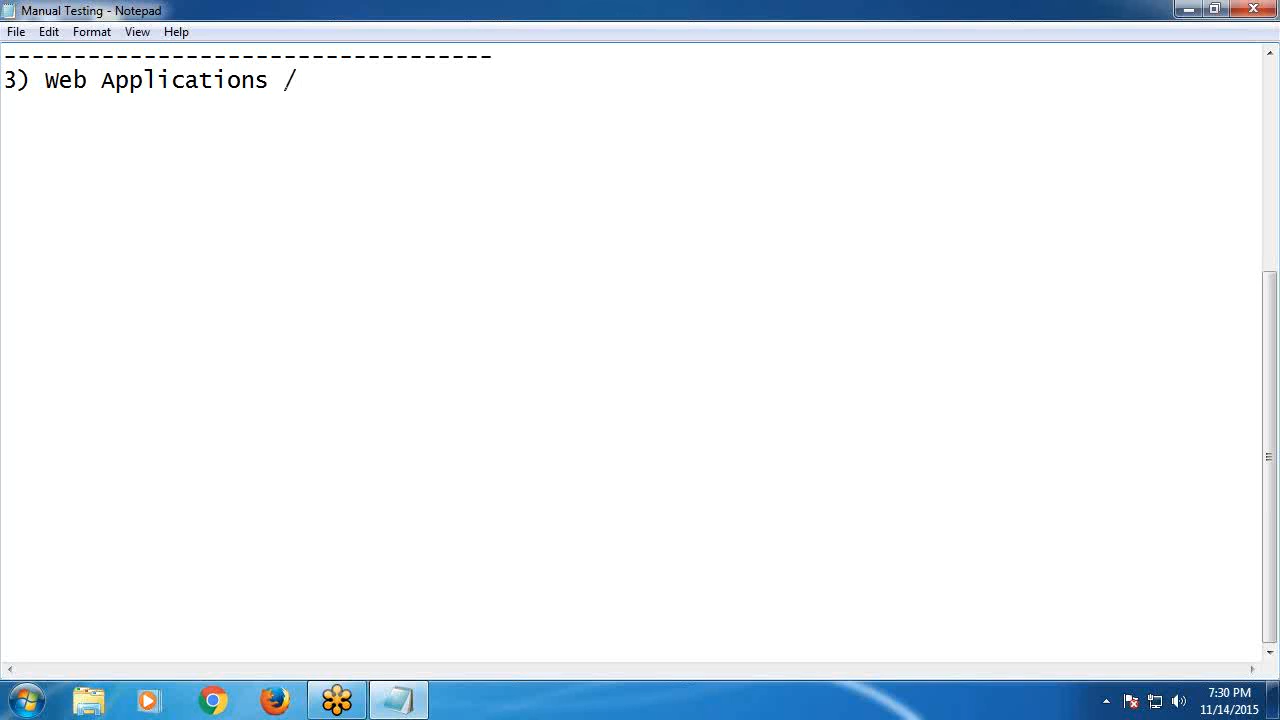 Manual Testing - Notepad
File Edit Format View Help
-----------------------------------
3) Web Applications /
7:30 PM
11/14/2015